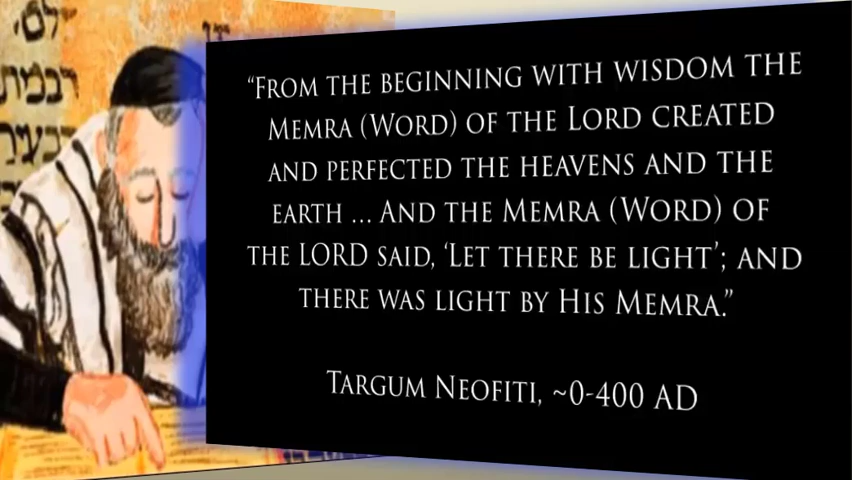 “From the beginning with wisdom the
Memra (Word) of the Lord created
and perfected the heavens and the
earth ... And the Memra (Word) of
the LORD said, ‘Let there be light’; and
there was light by His Memra.”
Targum Neofiti, ~0-400 AD